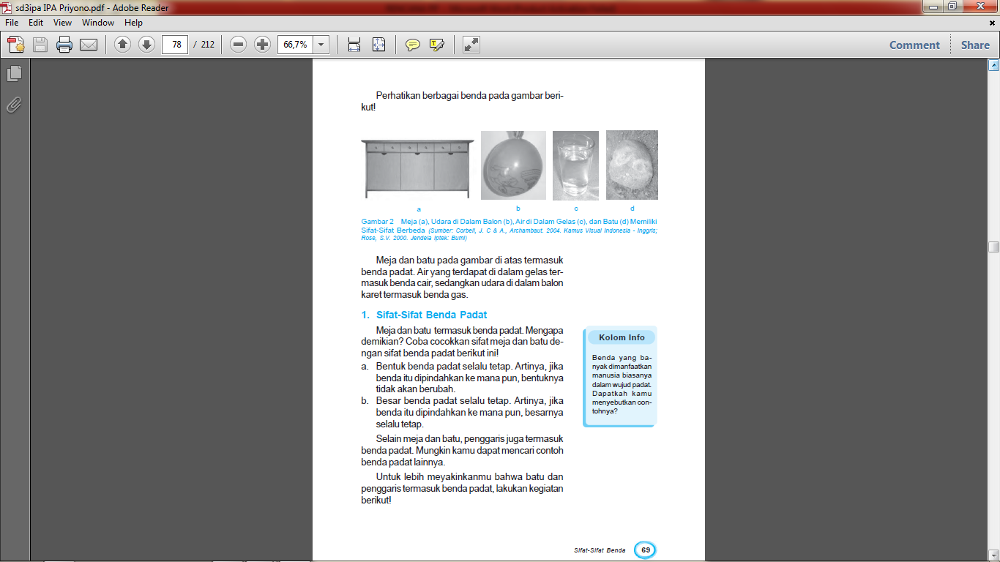 sd3ipa IPA Priyono.pdf - Adobe Reader
File Edit View Window Help
78 / 212 66,7% Comment Share
Perhatikan berbagai benda pada gambar beri-
kut!
a b c d
Gambar 2 Meja (a), Udara di Dalam Balon (b), Air di Dalam Gelas (c), dan Batu (d) Memiliki
Sifat-Sifat Berbeda (Sumber: Corbeil, J. C & A., Archambaut. 2004. Kamus Visual Indonesia - Inggris;
Rose, S.V. 2000. Jendela Iptek: Bumi)
Meja dan batu pada gambar di atas termasuk
benda padat. Air yang terdapat di dalam gelas ter-
masuk benda cair, sedangkan udara di dalam balon
karet termasuk benda gas.
1. Sifat-Sifat Benda Padat
Meja dan batu termasuk benda padat. Mengapa
demikian? Coba cocokkan sifat meja dan batu de-
ngan sifat benda padat berikut ini!
a. Bentuk benda padat selalu tetap. Artinya, jika
benda itu dipindahkan ke mana pun, bentuknya
tidak akan berubah.
b. Besar benda padat selalu tetap. Artinya, jika
benda itu dipindahkan ke mana pun, besarnya
selalu tetap.
Selain meja dan batu, penggaris juga termasuk
benda padat. Mungkin kamu dapat mencari contoh
benda padat lainnya.
Untuk lebih meyakinkanmu bahwa batu dan
penggaris termasuk benda padat, lakukan kegiatan
berikut!
Kolom Info
Benda yang ba-
nyak dimanfaatkan
manusia biasanya
dalam wujud padat.
Dapatkah kamu
menyebutkan con-
tohnya?
Sifat-Sifat Benda 69